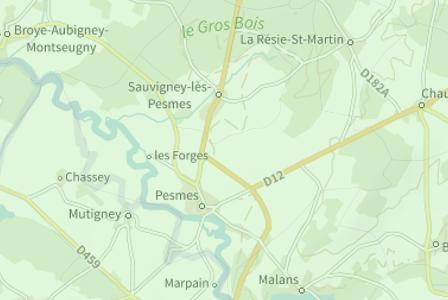 le Gros Bois
Broye-Aubigney-
Montseugny
La Résie-St-Martin
D182A
Sauvigney-lès-
Pesmes
Chau
les Forges
D12
Chassey
Pesmes
Mutigney
D459
B
Marpain
Malans